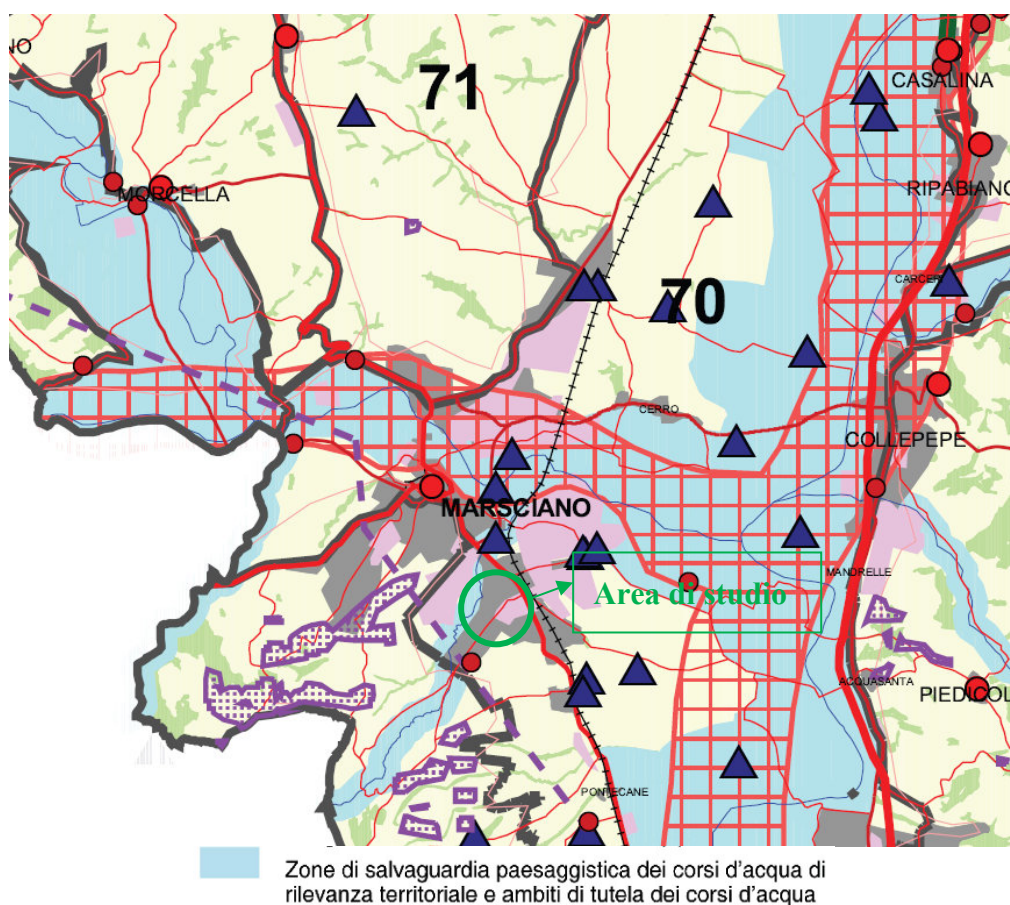 NO
71
CASALINA
MORCELLA
RIPABIANC
CARCER
70
CERRO
COLLEPEPE
MARSCIANO
MANDRELLE
Area di studio
ACQUASANTA
PIEDICOL
PONTECANE
Zone di salvaguardia paesaggistica dei corsi d'acqua di
rilevanza territoriale e ambiti di tutela dei corsi d'acqua